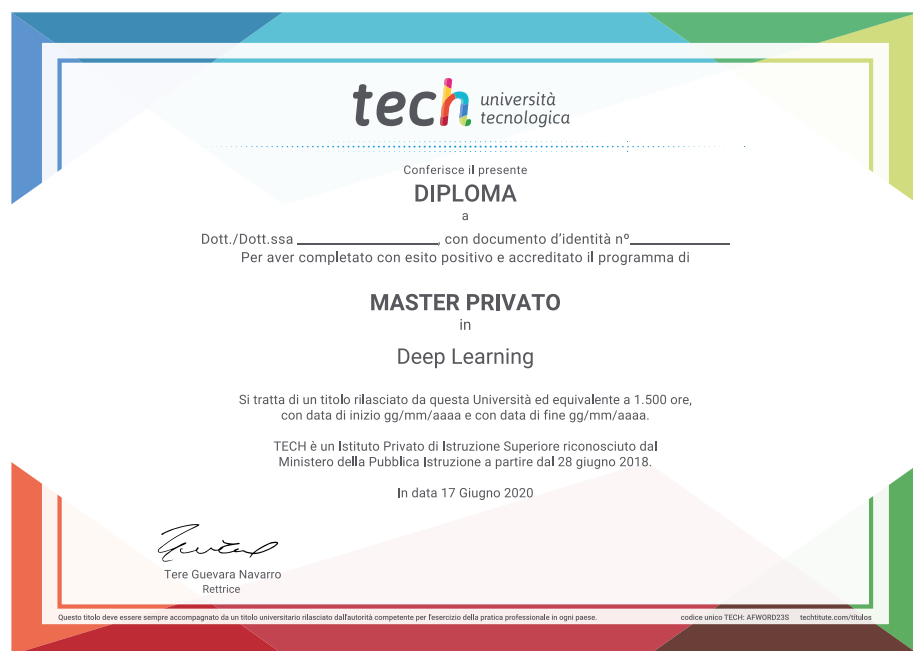 tech università
tecnologica
Conferisce il presente
DIPLOMA
a
Dott./Dott.ssa ____________________, con documento d'identità nº______________
Per aver completato con esito positivo e accreditato il programma di
MASTER PRIVATO
in
Deep Learning
Si tratta di un titolo rilasciato da questa Università ed equivalente a 1.500 ore,
con data di inizio gg/mm/aaaa e con data di fine gg/mm/aaaa.
TECH è un Istituto Privato di Istruzione Superiore riconosciuto dal
Ministero della Pubblica Istruzione a partire dal 28 giugno 2018.
In data 17 Giugno 2020
Tere Guevara Navarro
Rettrice
Questo titolo deve essere sempre accompagnato da un titolo universitario rilasciato dall'autorità competente per l'esercizio della pratica professionale in ogni paese. codice unico TECH: AFWORD23S techtitute.com/titulos